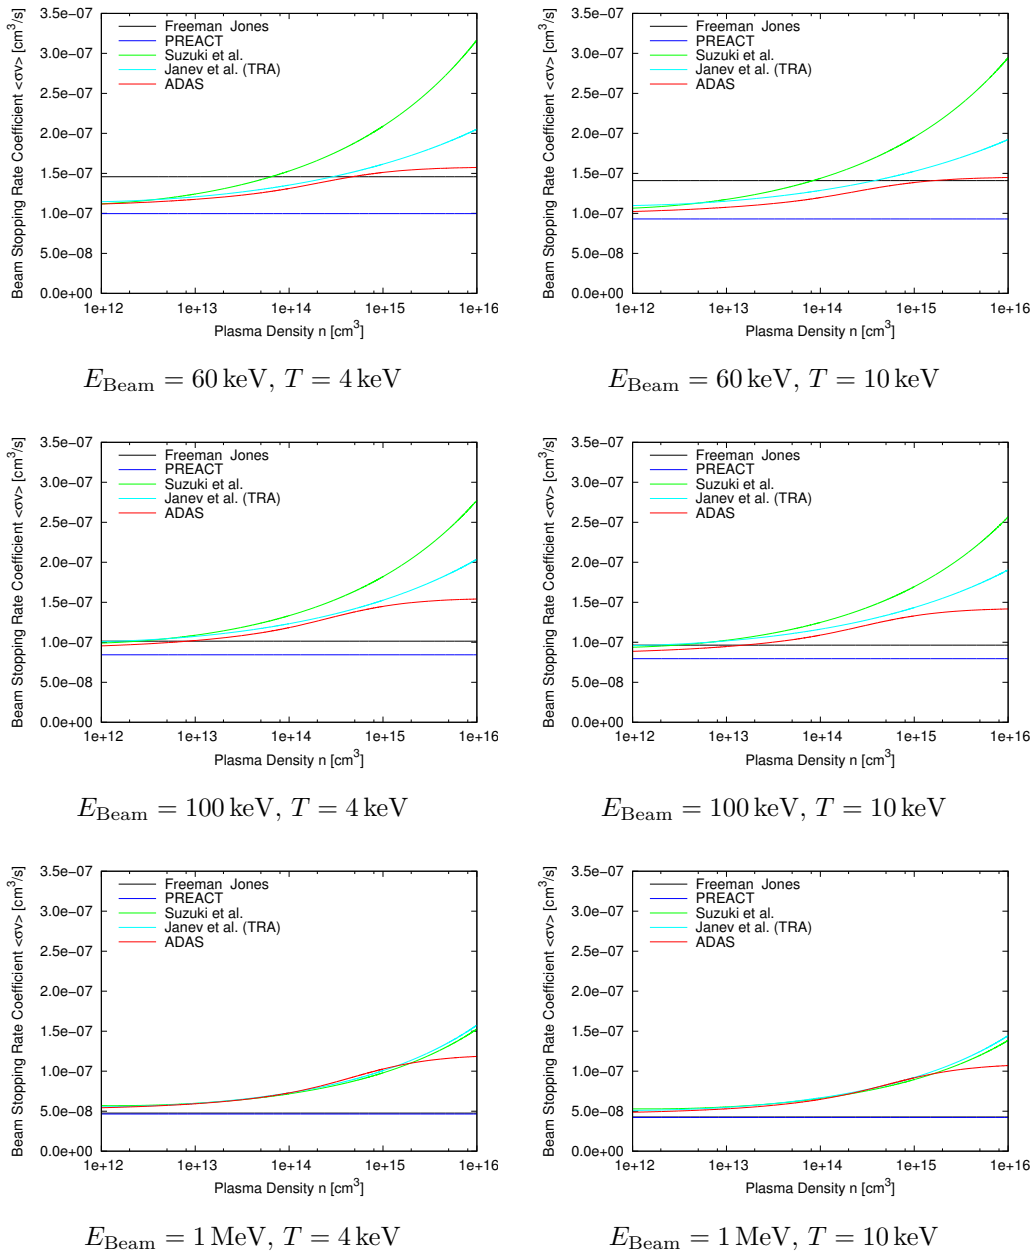 Beam Stopping Rate Coefficient <σv> [cm³/s]
3.5e−07
3.0e−07
2.5e−07
2.0e−07
1.5e−07
1.0e−07
5.0e−08
0.0e+00
Freeman Jones
PREACT
Suzuki et al.
Janev et al. (TRA)
ADAS
1e+12 1e+13 1e+14 1e+15 1e+16
Plasma Density n [cm³]
E_Beam = 60 keV, T = 4 keV
Beam Stopping Rate Coefficient <σv> [cm³/s]
3.5e−07
3.0e−07
2.5e−07
2.0e−07
1.5e−07
1.0e−07
5.0e−08
0.0e+00
Freeman Jones
PREACT
Suzuki et al.
Janev et al. (TRA)
ADAS
1e+12 1e+13 1e+14 1e+15 1e+16
Plasma Density n [cm³]
E_Beam = 60 keV, T = 10 keV
Beam Stopping Rate Coefficient <σv> [cm³/s]
3.5e−07
3.0e−07
2.5e−07
2.0e−07
1.5e−07
1.0e−07
5.0e−08
0.0e+00
Freeman Jones
PREACT
Suzuki et al.
Janev et al. (TRA)
ADAS
1e+12 1e+13 1e+14 1e+15 1e+16
Plasma Density n [cm³]
E_Beam = 100 keV, T = 4 keV
Beam Stopping Rate Coefficient <σv> [cm³/s]
3.5e−07
3.0e−07
2.5e−07
2.0e−07
1.5e−07
1.0e−07
5.0e−08
0.0e+00
Freeman Jones
PREACT
Suzuki et al.
Janev et al. (TRA)
ADAS
1e+12 1e+13 1e+14 1e+15 1e+16
Plasma Density n [cm³]
E_Beam = 100 keV, T = 10 keV
Beam Stopping Rate Coefficient <σv> [cm³/s]
3.5e−07
3.0e−07
2.5e−07
2.0e−07
1.5e−07
1.0e−07
5.0e−08
0.0e+00
Freeman Jones
PREACT
Suzuki et al.
Janev et al. (TRA)
ADAS
1e+12 1e+13 1e+14 1e+15 1e+16
Plasma Density n [cm³]
E_Beam = 1 MeV, T = 4 keV
Beam Stopping Rate Coefficient <σv> [cm³/s]
3.5e−07
3.0e−07
2.5e−07
2.0e−07
1.5e−07
1.0e−07
5.0e−08
0.0e+00
Freeman Jones
PREACT
Suzuki et al.
Janev et al. (TRA)
ADAS
1e+12 1e+13 1e+14 1e+15 1e+16
Plasma Density n [cm³]
E_Beam = 1 MeV, T = 10 keV